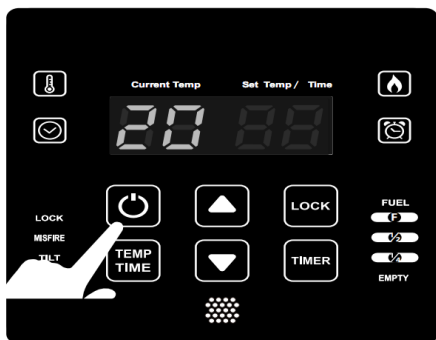 Current Temp Set Temp / Time
20
LOCK
FUEL
F
LOCK
MISFIRE
1/2
TILT
TEMP
TIME
TIMER
1/4
EMPTY